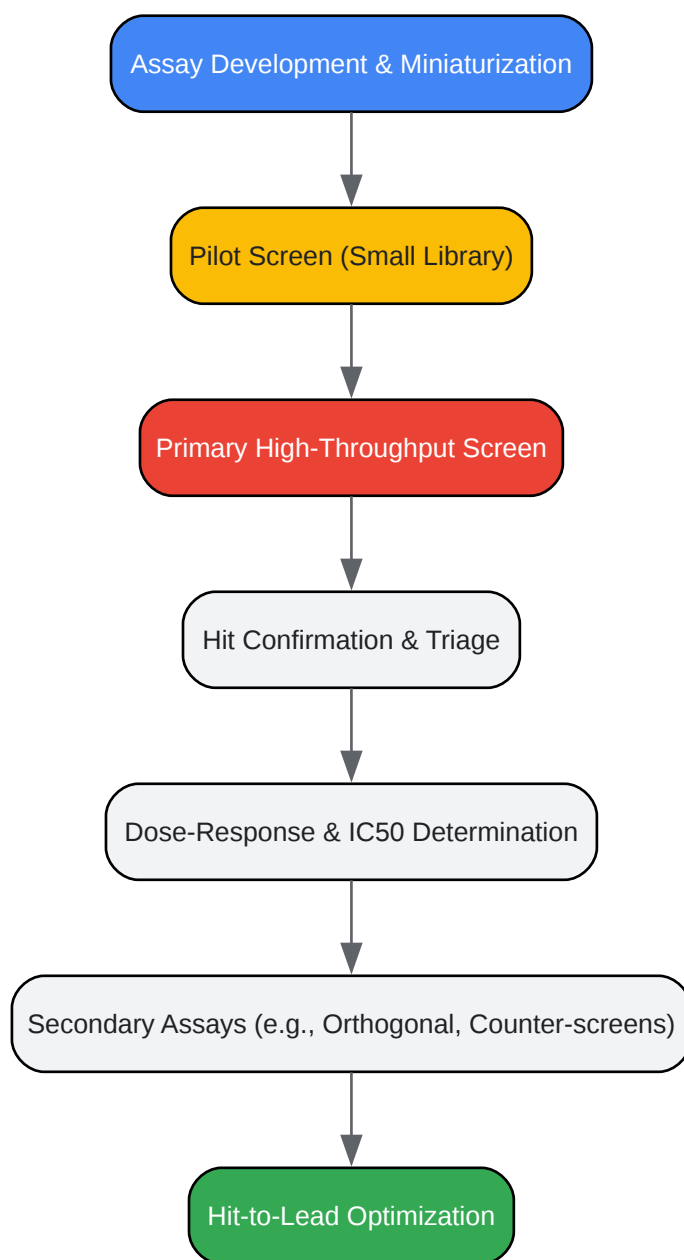 Assay Development & Miniaturization
Pilot Screen (Small Library)
Primary High-Throughput Screen
Hit Confirmation & Triage
Dose-Response & IC50 Determination
Secondary Assays (e.g., Orthogonal, Counter-screens)
Hit-to-Lead Optimization